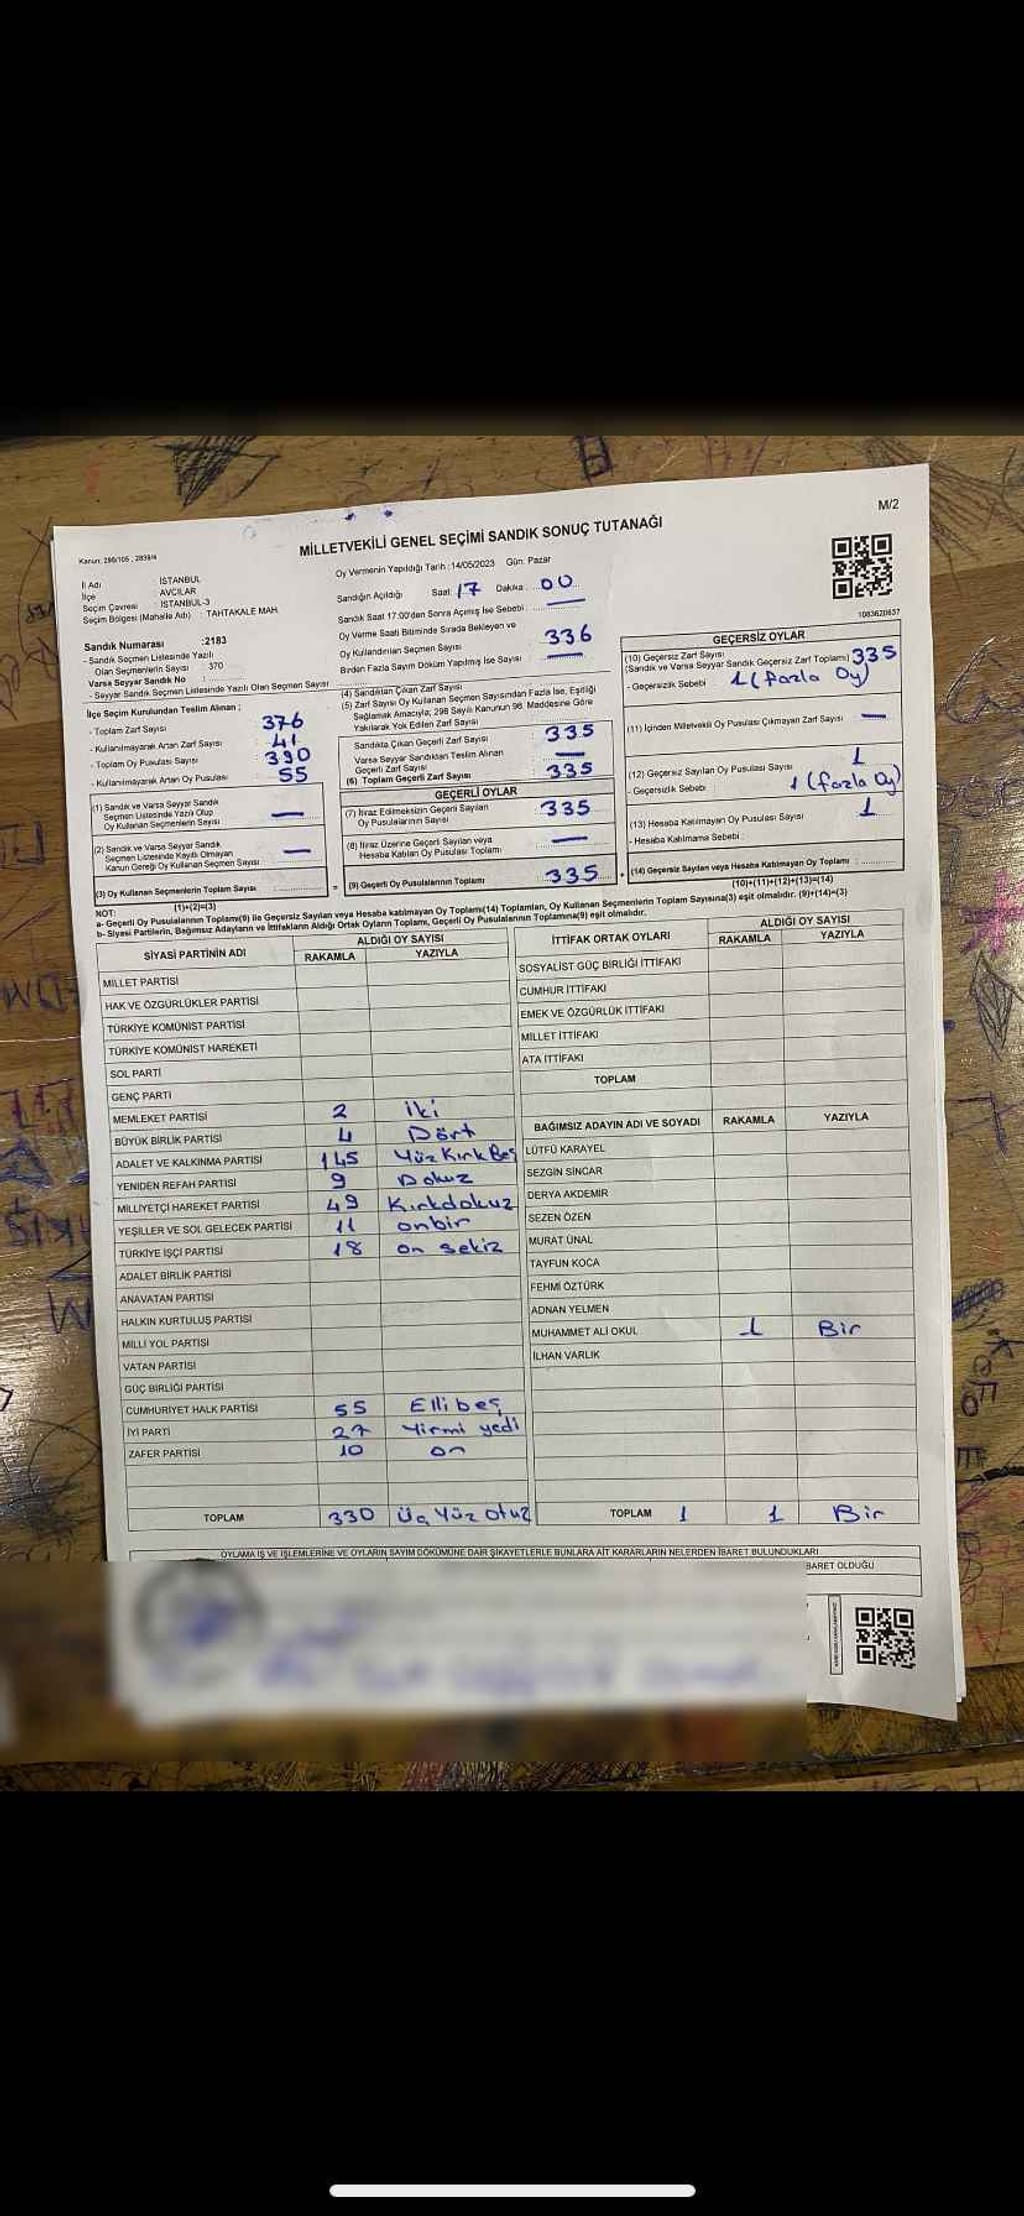 M/2
Kanun: 298/105 , 2839/4
MİLLETVEKİLİ GENEL SEÇİMİ SANDIK SONUÇ TUTANAĞI
İl Adı : İSTANBUL
İlçe : AVCILAR
Seçim Çevresi : İSTANBUL-3
Seçim Bölgesi (Mahalle Adı) : TAHTAKALE MAH.
Sandık Numarası :2183
- Sandık Seçmen Listesinde Yazılı
Olan Seçmenlerin Sayısı : 370
Varsa Seyyar Sandık No :
- Seyyar Sandık Seçmen Listesinde Yazılı Olan Seçmen Sayısı
İlçe Seçim Kurulundan Teslim Alınan ;
- Toplam Zarf Sayısı 376
- Kullanılmayarak Artan Zarf Sayısı 41
- Toplam Oy Pusulası Sayısı 390
- Kullanılmayarak Artan Oy Pusulası 55
(1) Sandık ve Varsa Seyyar Sandık
Seçmen Listesinde Yazılı Olup
Oy Kullanan Seçmenlerin Sayısı : —
(2) Sandık ve Varsa Seyyar Sandık
Seçmen Listesinde Kayıtlı Olmayan
Kanun Gereği Oy Kullanan Seçmen Sayısı : —
(3) Oy Kullanan Seçmenlerin Toplam Sayısı
(1)+(2)=(3)
Oy Vermenin Yapıldığı Tarih : 14/05/2023 Gün: Pazar
Sandığın Açıldığı Saat 17 Dakika 00
Sandık Saat 17:00'den Sonra Açılmış İse Sebebi : —
Oy Verme Saati Bitiminde Sırada Bekleyen ve
Oy Kullandırılan Seçmen Sayısı 336
Birden Fazla Sayım Döküm Yapılmış İse Sayısı : —
(4) Sandıktan Çıkan Zarf Sayısı
(5) Zarf Sayısı Oy Kullanan Seçmen Sayısından Fazla İse, Eşitliği
Sağlamak Amacıyla; 298 Sayılı Kanunun 98. Maddesine Göre
Yakılarak Yok Edilen Zarf Sayısı
Sandıkta Çıkan Geçerli Zarf Sayısı : 335
Varsa Seyyar Sandıktan Teslim Alınan
Geçerli Zarf Sayısı : —
(6) Toplam Geçerli Zarf Sayısı : 335
GEÇERLİ OYLAR
(7) İtiraz Edilmeksizin Geçerli Sayılan
Oy Pusulalarının Sayısı : 335
(8) İtiraz Üzerine Geçerli Sayılan veya
Hesaba Katılan Oy Pusulası Toplamı : —
(9) Geçerli Oy Pusulalarının Toplamı : 335
1083620637
GEÇERSİZ OYLAR
(10) Geçersiz Zarf Sayısı
(Sandık ve Varsa Seyyar Sandık Geçersiz Zarf Toplamı) 335
- Geçersizlik Sebebi 1 (fazla Oy)
(11) İçinden Milletvekili Oy Pusulası Çıkmayan Zarf Sayısı —
(12) Geçersiz Sayılan Oy Pusulası Sayısı 1
- Geçersizlik Sebebi 1 (fazla Oy)
(13) Hesaba Katılmayan Oy Pusulası Sayısı 1
- Hesaba Katılmama Sebebi :
(14) Geçersiz Sayılan veya Hesaba Katılmayan Oy Toplamı :
(10)+(11)+(12)+(13)=(14)
NOT:
a- Geçerli Oy Pusulalarının Toplamı(9) ile Geçersiz Sayılan veya Hesaba katılmayan Oy Toplamı(14) Toplamları, Oy Kullanan Seçmenlerin Toplam Sayısına(3) eşit olmalıdır. (9)+(14)=(3)
b- Siyasi Partilerin, Bağımsız Adayların ve İttifakların Aldığı Ortak Oyların Toplamı, Geçerli Oy Pusulalarının Toplamına(9) eşit olmalıdır.
SİYASİ PARTİNİN ADI ALDIĞI OY SAYISI
RAKAMLA YAZIYLA
MİLLET PARTİSİ
HAK VE ÖZGÜRLÜKLER PARTİSİ
TÜRKİYE KOMÜNİST PARTİSİ
TÜRKİYE KOMÜNİST HAREKETİ
SOL PARTİ
GENÇ PARTİ
MEMLEKET PARTİSİ 2 iki
BÜYÜK BİRLİK PARTİSİ 4 Dört
ADALET VE KALKINMA PARTİSİ 145 Yüz Kırk Beş
YENİDEN REFAH PARTİSİ 9 Dokuz
MİLLİYETÇİ HAREKET PARTİSİ 49 Kırkdokuz
YEŞİLLER VE SOL GELECEK PARTİSİ 11 onbir
TÜRKİYE İŞÇİ PARTİSİ 18 on sekiz
ADALET BİRLİK PARTİSİ
ANAVATAN PARTİSİ
HALKIN KURTULUŞ PARTİSİ
MİLLİ YOL PARTİSİ
VATAN PARTİSİ
GÜÇ BİRLİĞİ PARTİSİ
CUMHURİYET HALK PARTİSİ 55 Elli beş
İYİ PARTİ 27 Yirmi yedi
ZAFER PARTİSİ 10 on
TOPLAM 330 Üç Yüz Otuz
İTTİFAK ORTAK OYLARI ALDIĞI OY SAYISI
RAKAMLA YAZIYLA
SOSYALİST GÜÇ BİRLİĞİ İTTİFAKI
CUMHUR İTTİFAKI
EMEK VE ÖZGÜRLÜK İTTİFAKI
MİLLET İTTİFAKI
ATA İTTİFAKI
TOPLAM
BAĞIMSIZ ADAYIN ADI VE SOYADI RAKAMLA YAZIYLA
LÜTFÜ KARAYEL
SEZGİN SİNCAR
DERYA AKDEMİR
SEZEN ÖZEN
MURAT ÜNAL
TAYFUN KOCA
FEHMİ ÖZTÜRK
ADNAN YELMEN
MUHAMMET ALİ OKUL 1 Bir
İLHAN VARLIK
TOPLAM 1 1 Bir
OYLAMA İŞ VE İŞLEMLERİNE VE OYLARIN SAYIM DÖKÜMÜNE DAİR ŞİKAYETLERLE BUNLARA AİT KARARLARIN NELERDEN İBARET BULUNDUKLARI
BARET OLDUĞU